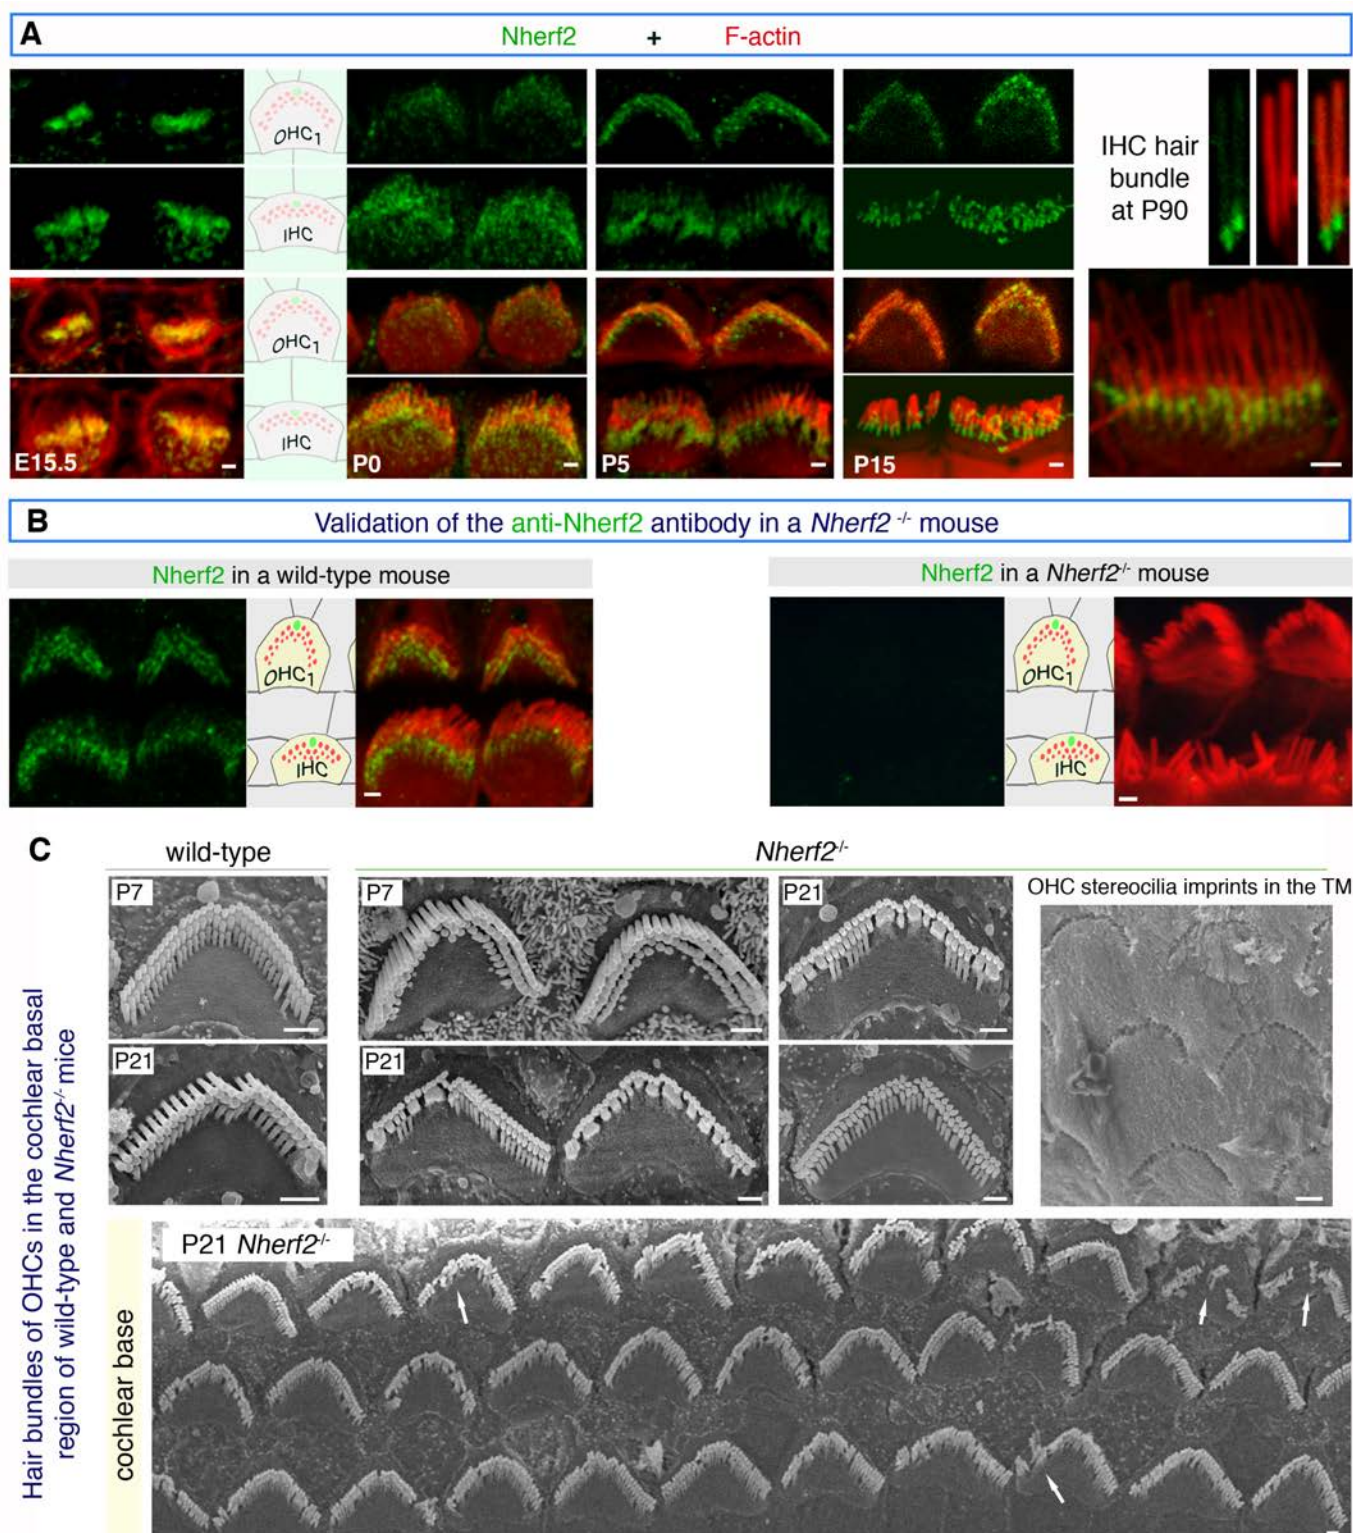 A
Nherf2 + F-actin
OHC1
IHC
OHC1
IHC
E15.5
P0
P5
P15
IHC hair
bundle
at P90
B
Validation of the anti-Nherf2 antibody in a Nherf2 -/- mouse
Nherf2 in a wild-type mouse
OHC1
IHC
Nherf2 in a Nherf2-/- mouse
OHC1
IHC
C
Hair bundles of OHCs in the cochlear basal
region of wild-type and Nherf2-/- mice
wild-type
Nherf2-/-
P7
P7
P21
OHC stereocilia imprints in the TM
P21
P21
cochlear base
P21 Nherf2-/-